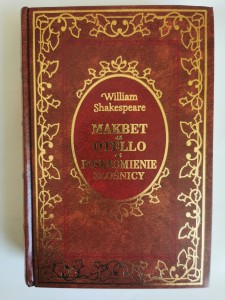 William
Shakespeare
MAKBET
OTELLO
POSKROMIENIE
ZŁOŚNICY